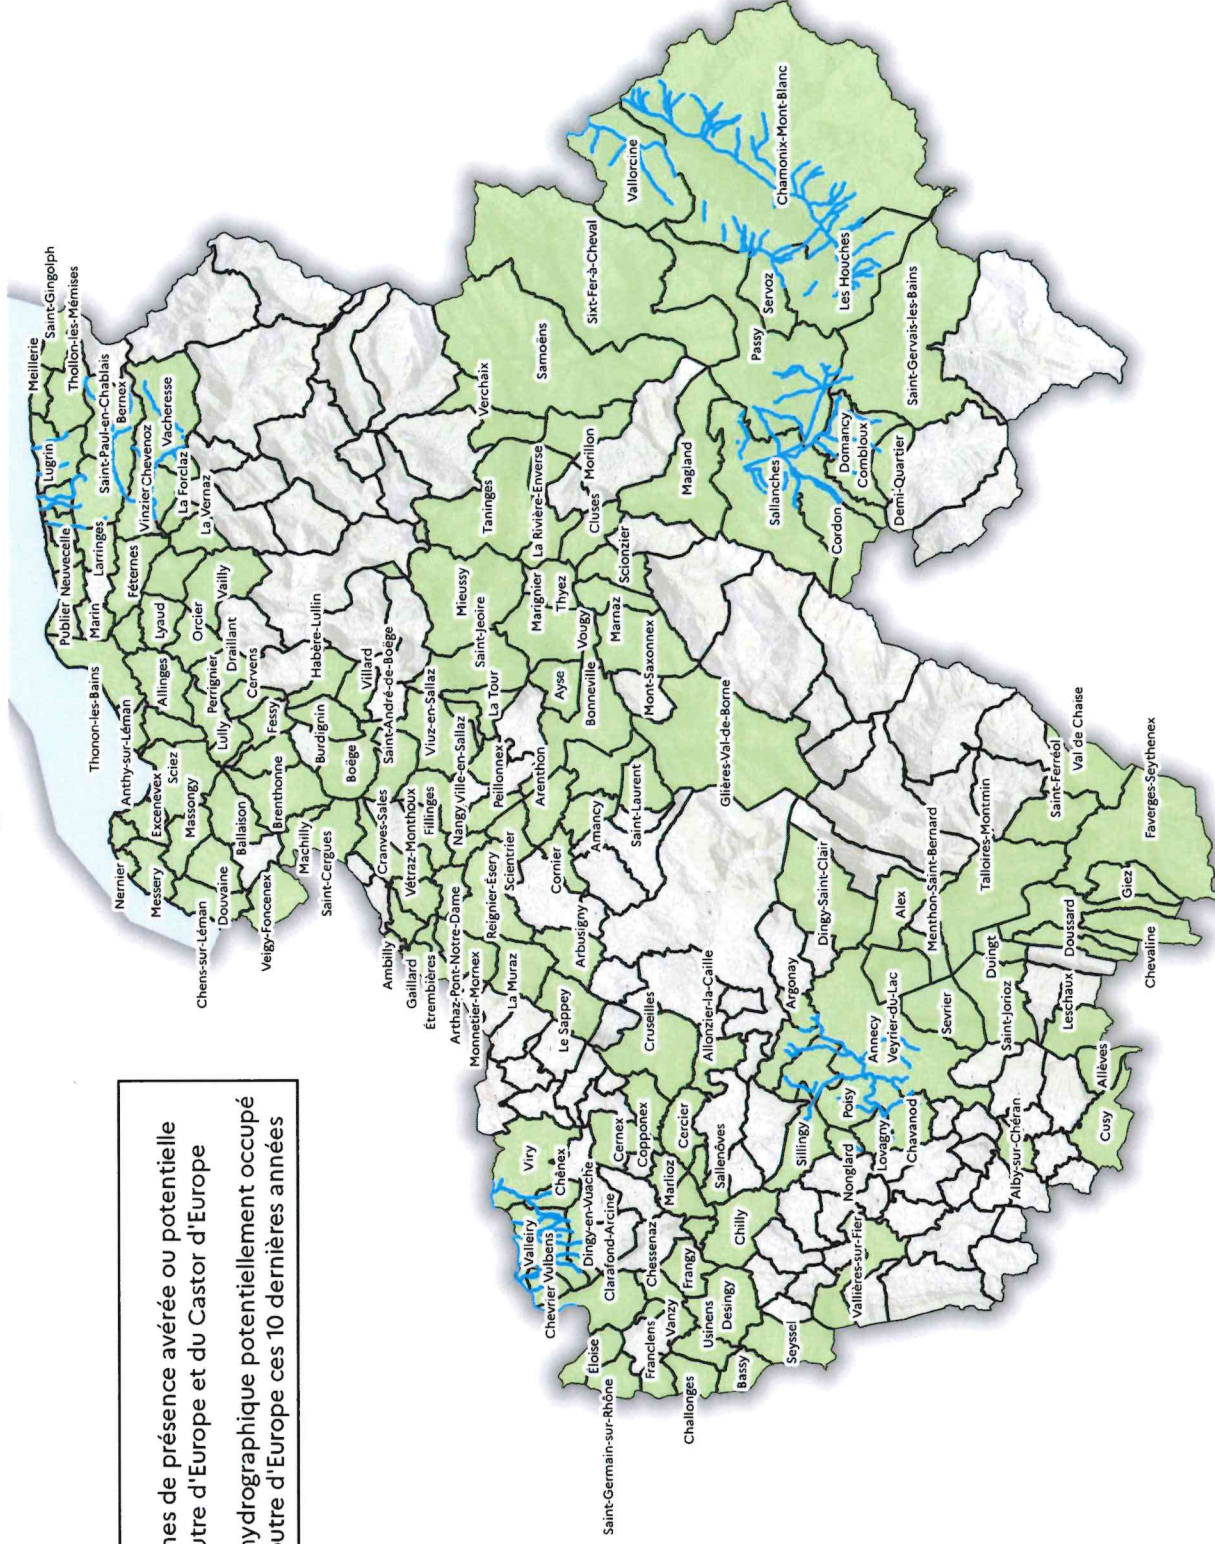 nes de présence avérée ou potentielle
utre d'Europe et du Castor d'Europe
hydrographique potentiellement occupé
outre d'Europe ces 10 dernières années
Saint-Gingolph
Meillerie
Thollon-les-Mémises
Lugrin
Saint-Paul-en-Chablais
Bernex
Publier
Neuvecelle
Marin
Larringes
Vinzier
Chevenoz
Vacheresse
Féternes
La Forclaz
La Vernaz
Thonon-les-Bains
Anthy-sur-Léman
Allinges
Lyaud
Orcier
Vailly
Nernier
Messery
Excenevex
Sciez
Massongy
Perrignier
Draillant
Cervens
Lully
Fessy
Chens-sur-Léman
Douvaine
Ballaison
Brenthonne
Veigy-Foncenex
Machilly
Saint-Cergues
Burdignin
Boëge
Habère-Lullin
Villard
Saint-André-de-Boëge
Cranves-Sales
Vétraz-Monthoux
Fillinges
Viuz-en-Sallaz
Nangy
Ville-en-Sallaz
Ambilly
Gaillard
Étrembières
Arthaz-Pont-Notre-Dame
Monnetier-Mornex
Reignier-Ésery
Scientrier
Peillonnex
La Tour
Saint-Jeoire
Mieussy
Taninges
Verchaix
Samoëns
Sixt-Fer-à-Cheval
Vallorcine
Chamonix-Mont-Blanc
La Rivière-Enverse
Morillon
Marignier
Thyez
Cluses
Scionzier
Magland
Ayse
Vougy
Marnaz
Bonneville
Mont-Saxonnex
Arenthon
Cornier
Amancy
Saint-Laurent
La Muraz
Arbusigny
Le Sappey
Passy
Servoz
Les Houches
Sallanches
Domancy
Combloux
Cordon
Demi-Quartier
Saint-Gervais-les-Bains
Glières-Val-de-Borne
Cruseilles
Allonzier-la-Caille
Viry
Chênex
Valleiry
Vulbens
Chevrier
Dingy-en-Vuache
Cernex
Copponex
Cercier
Clarafond-Arcine
Marlioz
Sallenôves
Chessenaz
Éloise
Saint-Germain-sur-Rhône
Franclens
Vanzy
Frangy
Chilly
Challonges
Usinens
Desingy
Bassy
Seyssel
Argonay
Dingy-Saint-Clair
Sillingy
Poisy
Annecy
Veyrier-du-Lac
Alex
Menthon-Saint-Bernard
Nonglard
Lovagny
Chavanod
Vallières-sur-Fier
Sevrier
Talloires-Montmin
Saint-Jorioz
Duingt
Saint-Ferréol
Val de Chaise
Leschaux
Doussard
Giez
Faverges-Seythenex
Alby-sur-Chéran
Allèves
Cusy
Chevaline